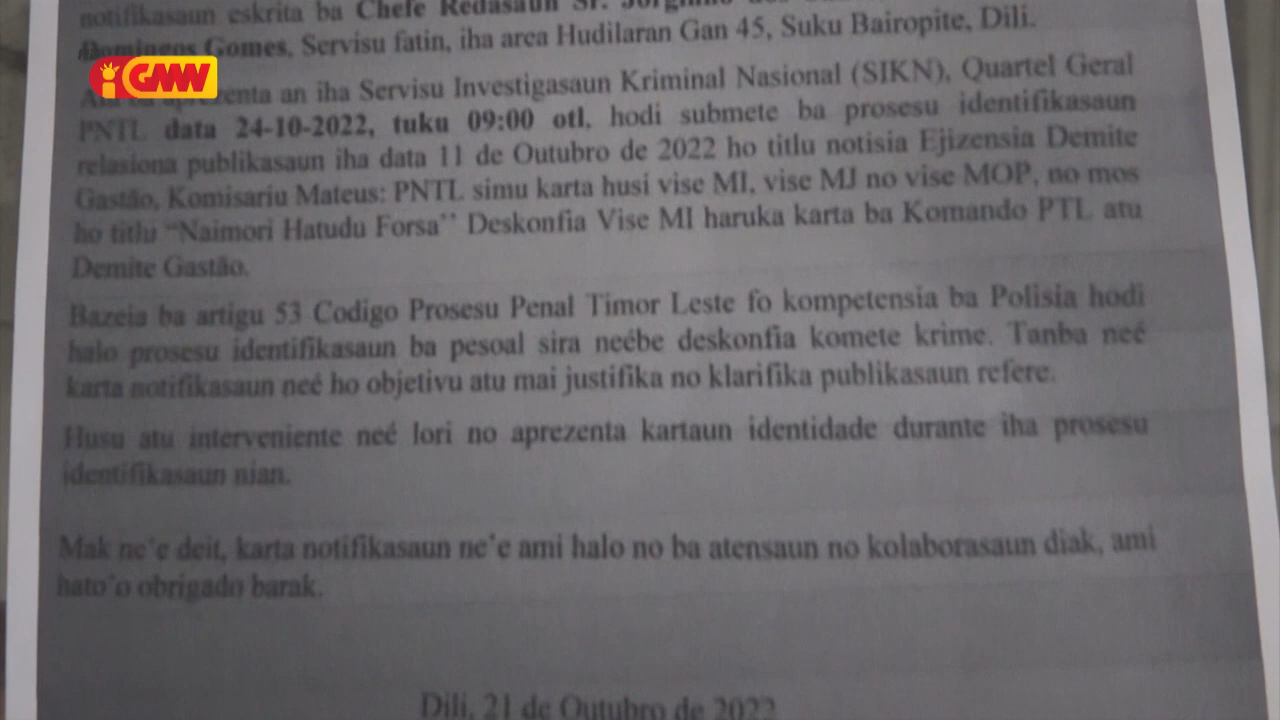 notifikasaun eskrita ba Chefe Redasaun Sr.
Domingos Gomes, Servisu fatin, iha area Hudilaran Gan 45, Suku Bairopite, Dili.
GMN
an iha Servisu Investigasaun Kriminal Nasional (SIKN), Quartel Geral
PNTL data 24-10-2022, tuku 09:00 otl, hodi submete ba prosesu identifikasaun
relasiona publikasaun iha data 11 de Outubro de 2022 ho titlu notisia Ejizensia Demite
Gastão, Komisariu Mateus: PNTL simu karta husi vise MI, vise MJ no vise MOP, no mos
ho titlu “Naimori Hatudu Forsa’’ Deskonfia Vise MI haruka karta ba Komando PTL atu
Demite Gastão.
Bazeia ba artigu 53 Codigo Prosesu Penal Timor Leste fo kompetensia ba Polisia hodi
halo prosesu identifikasaun ba pesoal sira neébe deskonfia komete krime. Tanba neé
karta notifikasaun neé ho objetivu atu mai justifika no klarifika publikasaun refere.
Husu atu interveniente neé lori no aprezenta kartaun identidade durante iha prosesu
identifikasaun nian.
Mak ne’e deit, karta notifikasaun ne’e ami halo no ba atensaun no kolaborasaun diak, ami
hato’o obrigado barak.
Dili, 21 de Outubro de 2022